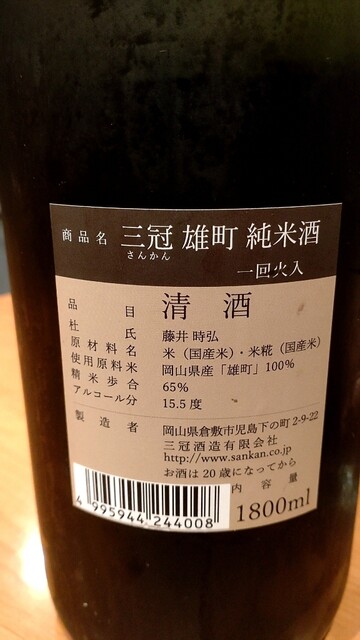 商品名 三冠 雄町 純米酒
さんかん
一回火入
品目 清酒
杜氏 藤井 時弘
原材料名 米（国産米）・米糀（国産米）
使用原料米 岡山県産「雄町」100%
精米歩合 65%
アルコール分 15.5度
製造者 岡山県倉敷市児島下の町2-9-22
三冠酒造有限会社
http://www.sankan.co.jp
お酒は20歳になってから
内容量
1800ml
4 995944 244008